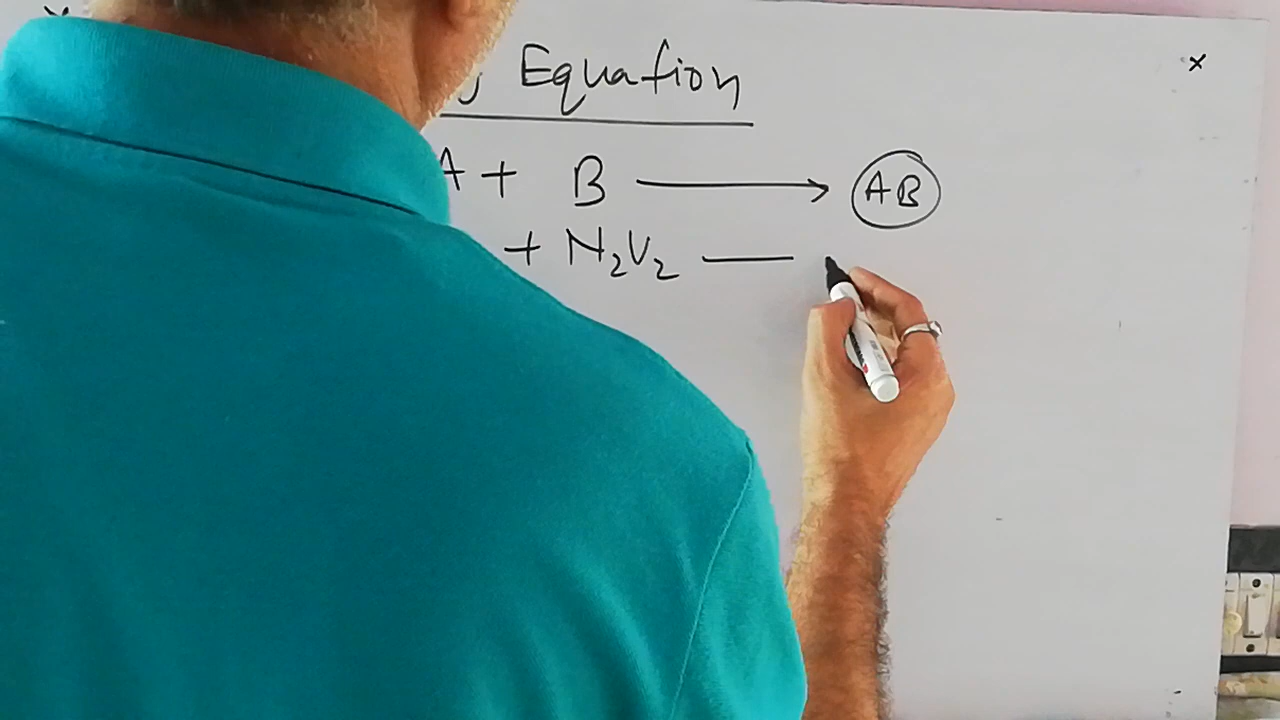 Equation
A + B ⟶ AB
+ N₂V₂ —